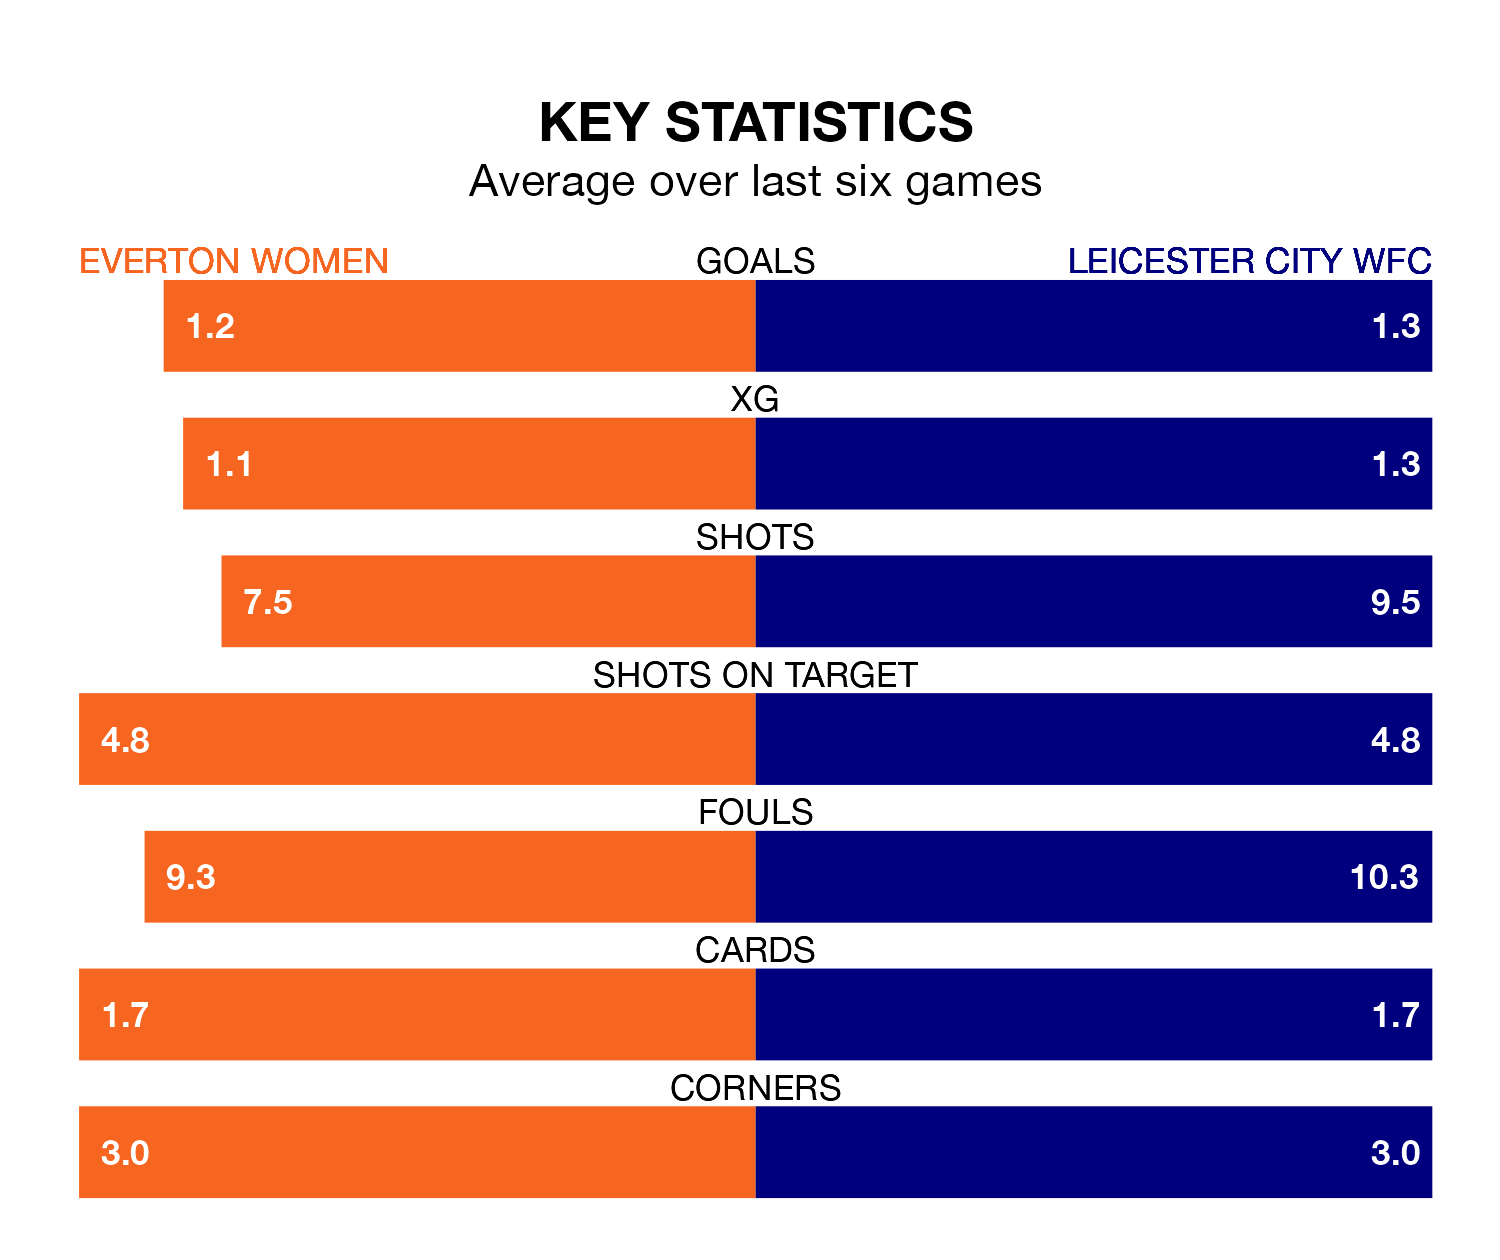 KEY STATISTICS
Average over last six games
EVERTON WOMEN GOALS LEICESTER CITY WFC
1.2 1.3
XG
1.1 1.3
SHOTS
7.5 9.5
SHOTS ON TARGET
4.8 4.8
FOULS
9.3 10.3
CARDS
1.7 1.7
CORNERS
3.0 3.0